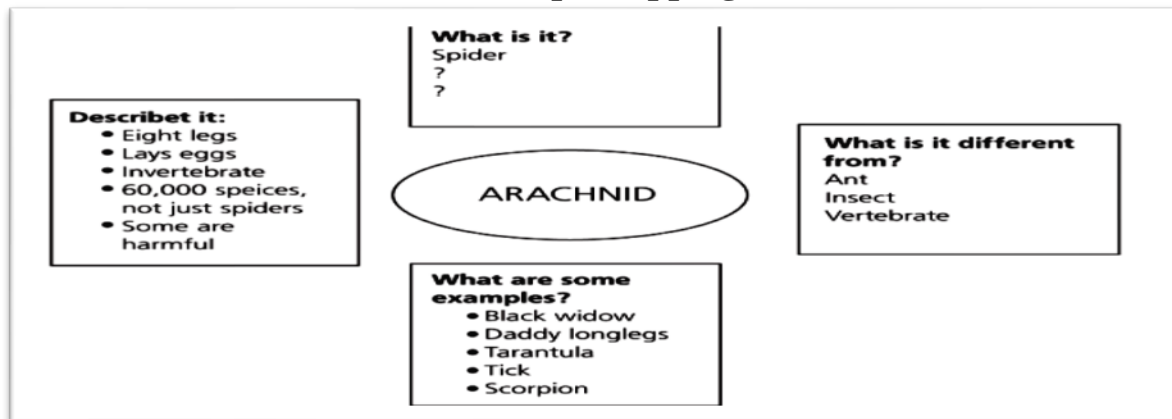 What is it?
Spider
?
?
Describet it:
• Eight legs
• Lays eggs
• Invertebrate
• 60,000 speices,
not just spiders
• Some are
harmful
ARACHNID
What is it different
from?
Ant
Insect
Vertebrate
What are some
examples?
• Black widow
• Daddy longlegs
• Tarantula
• Tick
• Scorpion